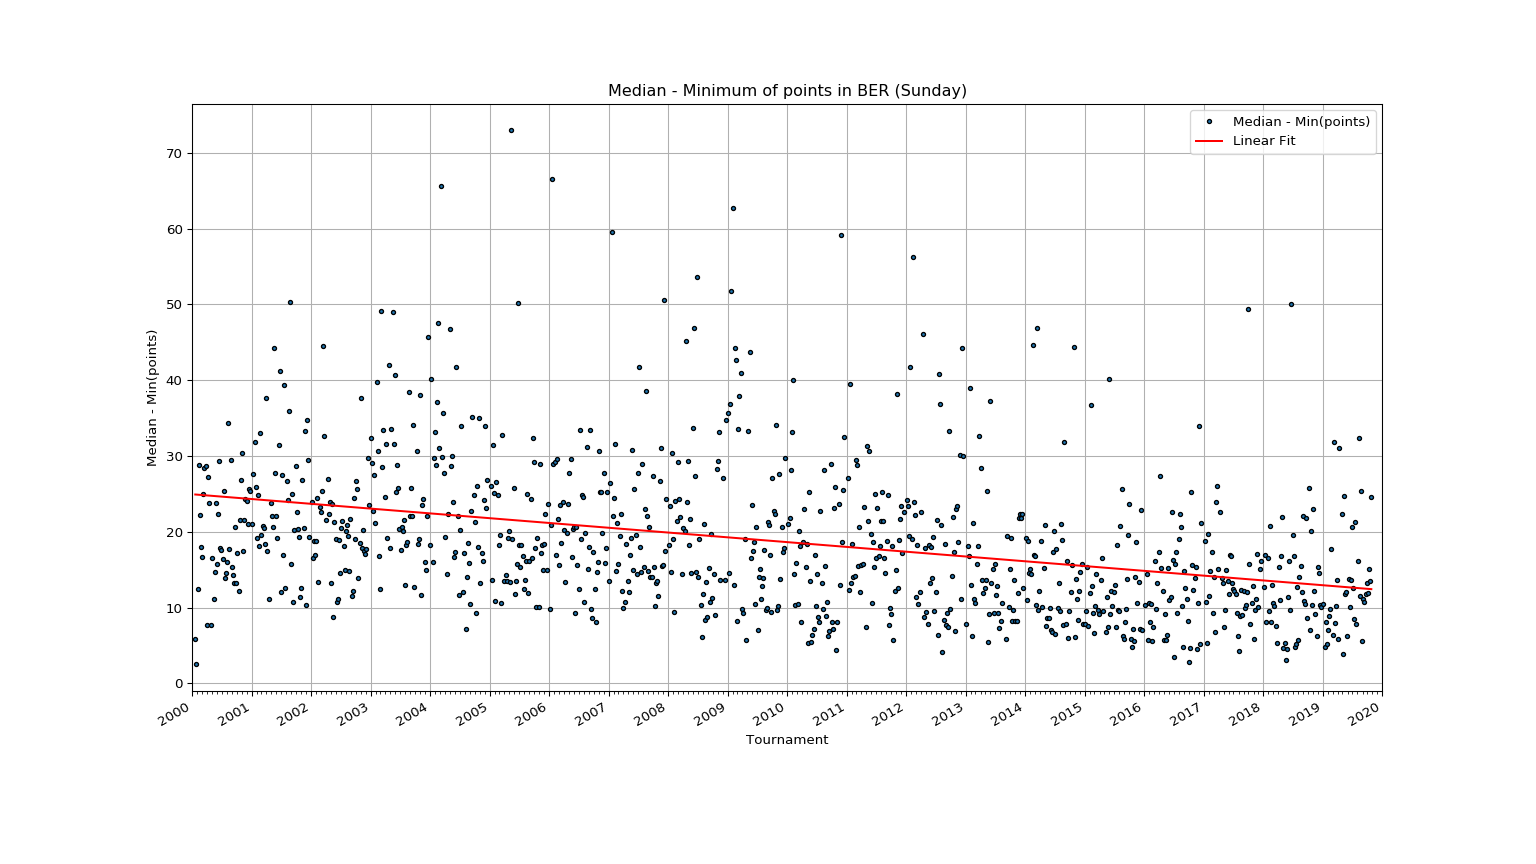 Median - Minimum of points in BER (Sunday)
Median - Min(points)
Linear Fit
Median - Min(points)
70
60
50
40
30
20
10
0
2000 2001 2002 2003 2004 2005 2006 2007 2008 2009 2010 2011 2012 2013 2014 2015 2016 2017 2018 2019 2020
Tournament